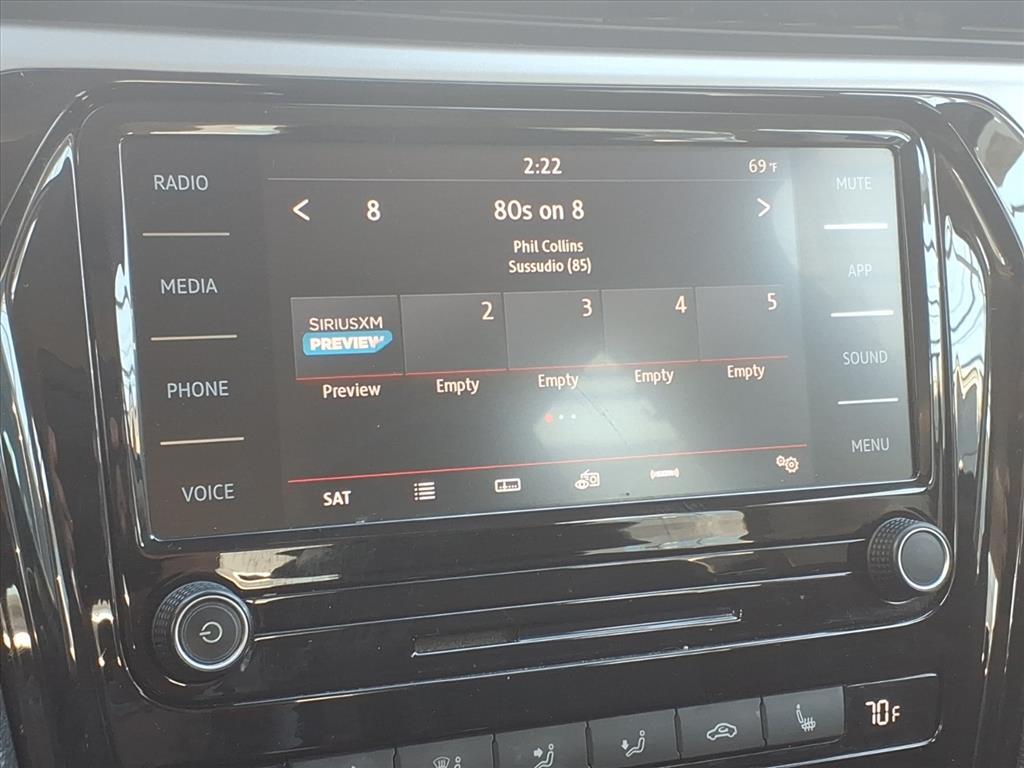 2:22
69°F
RADIO
MUTE
< 8 80s on 8 >
Phil Collins
Sussudio (85)
MEDIA
APP
SIRIUSXM
PREVIEW
2
3
4
5
Preview
Empty
Empty
Empty
Empty
PHONE
SOUND
VOICE
MENU
SAT
70F